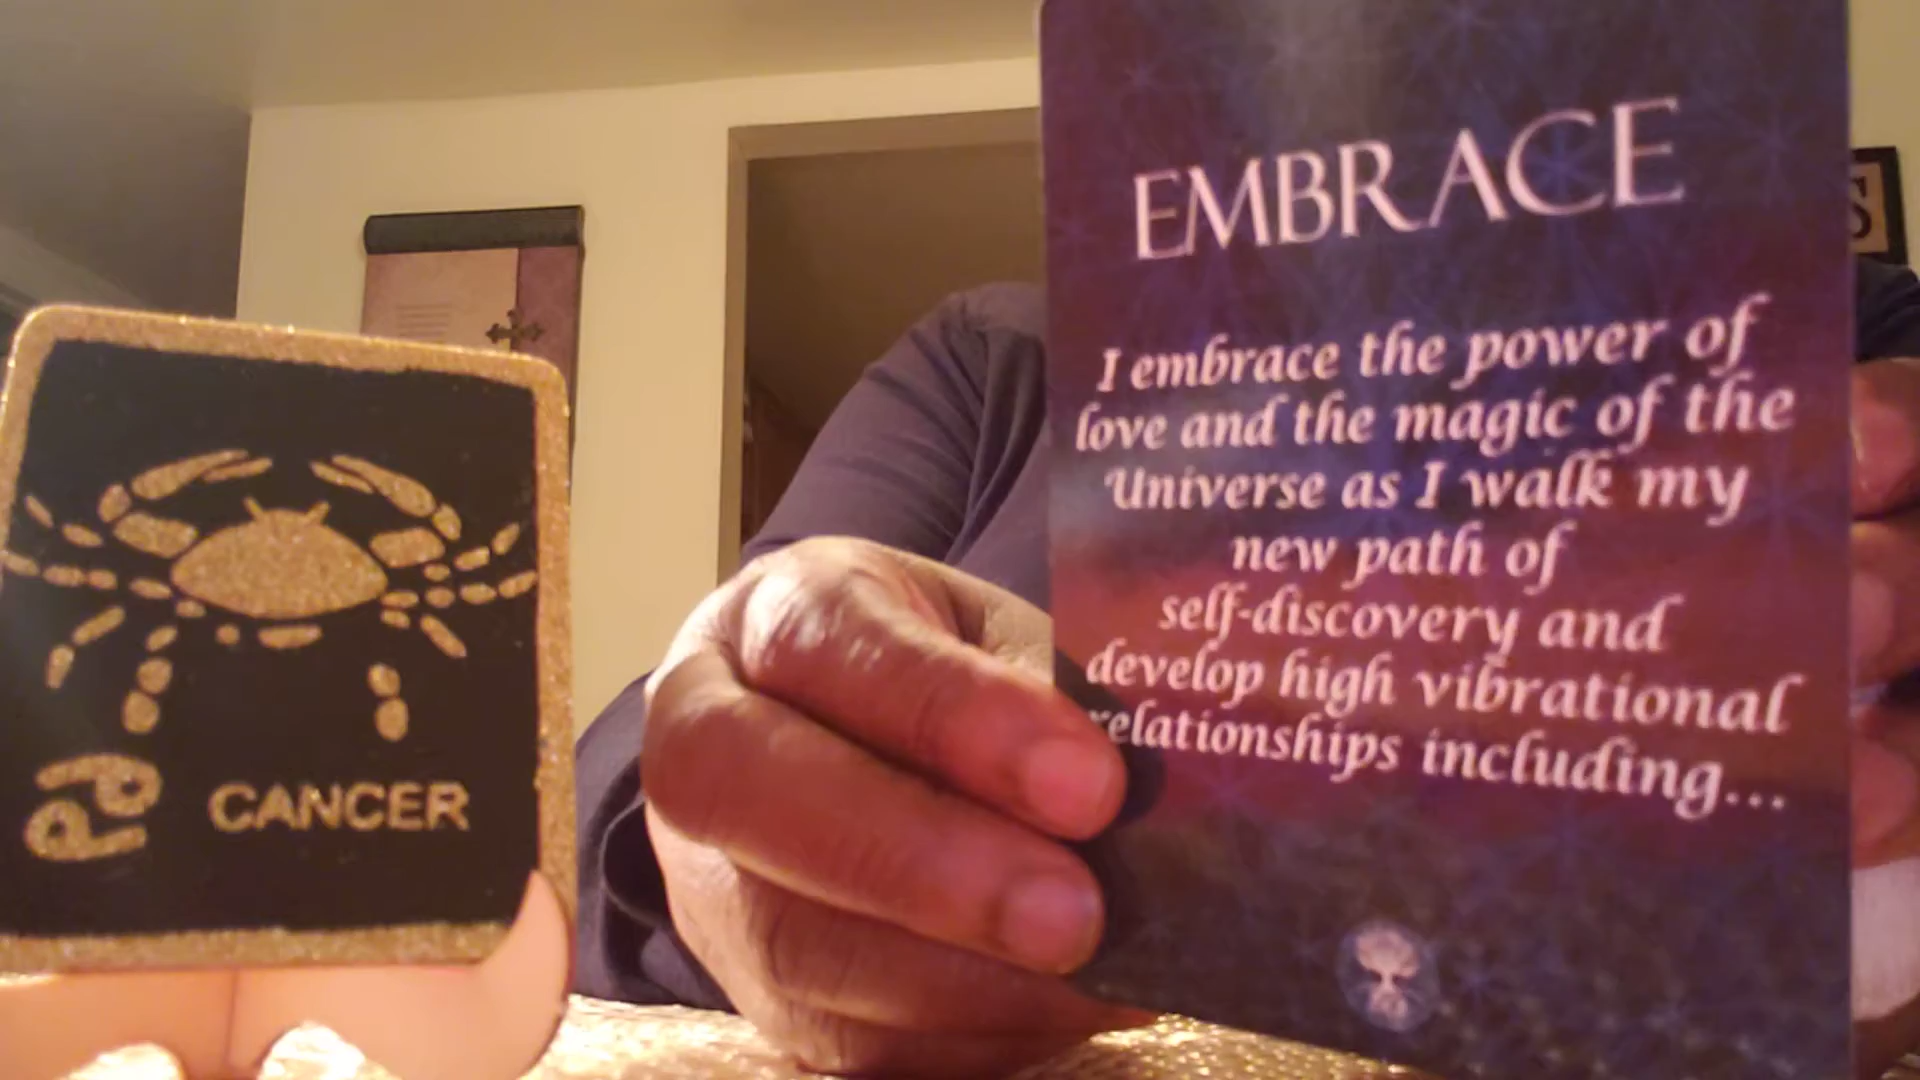 CANCER
EMBRACE
I embrace the power of
love and the magic of the
Universe as I walk my
new path of
self-discovery and
develop high vibrational
relationships including...
S